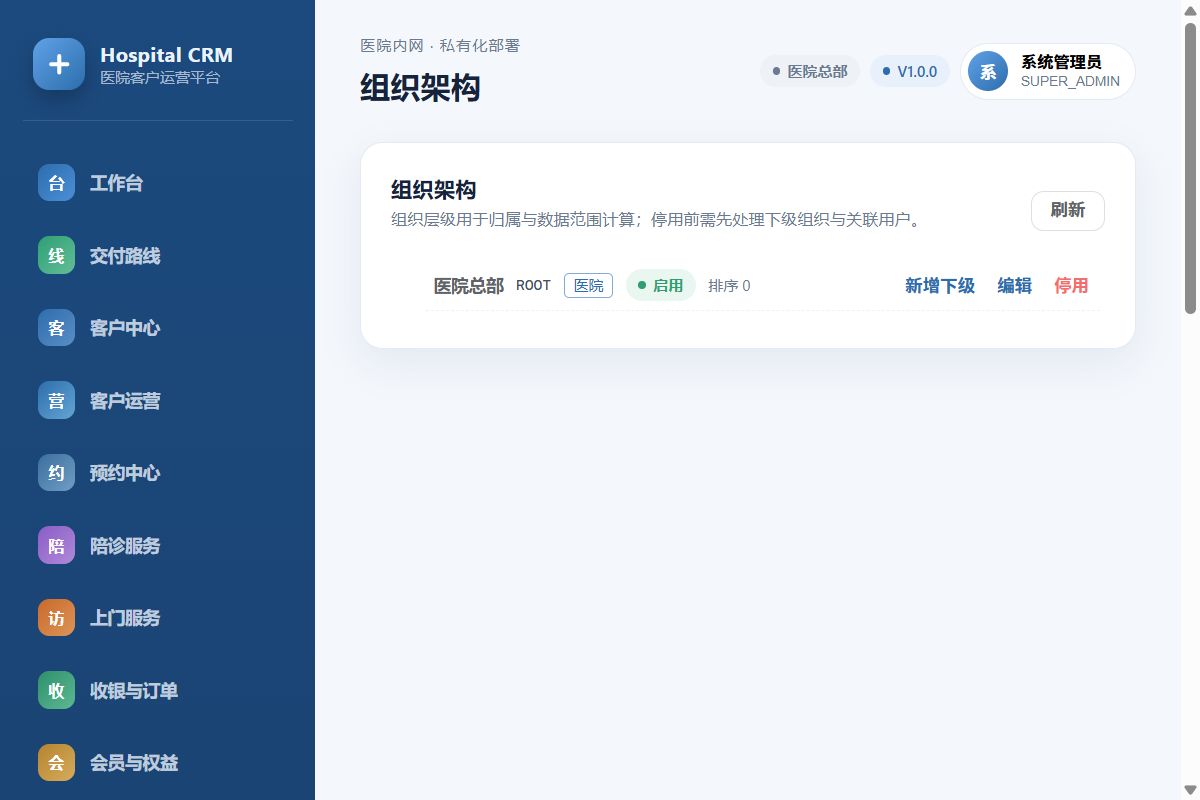 Hospital CRM
医院客户运营平台
台 工作台
线 交付路线
客 客户中心
营 客户运营
约 预约中心
陪 陪诊服务
访 上门服务
收 收银与订单
会 会员与权益
医院内网 · 私有化部署
组织架构
医院总部
V1.0.0
系 系统管理员
SUPER_ADMIN
组织架构
组织层级用于归属与数据范围计算；停用前需先处理下级组织与关联用户。
刷新
医院总部 ROOT 医院 启用 排序 0 新增下级 编辑 停用